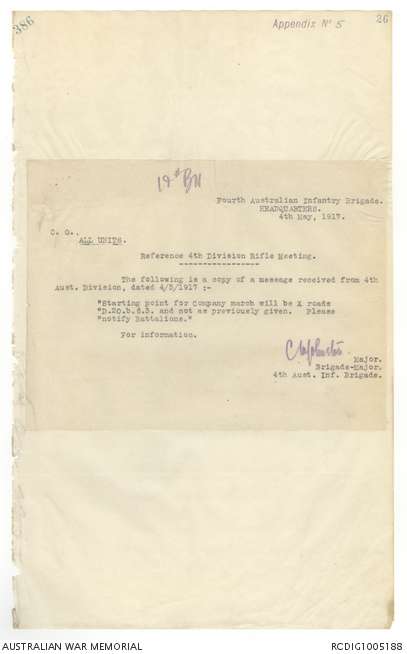 386
Appendix Nº 5
26
Fourth Australian Infantry Brigade.
HEADQUARTERS.
4th May, 1917.
C. O.,
ALL UNITS.
Reference 4th Division Rifle Meeting.
----------------
The following is a copy of a message received from 4th
Aust. Division, dated 4/5/1917 :-
"Starting point for Company march will be X roads
"D.20.b.8.3. and not as previously given. Please
"notify Battalions."
For information.
Major.
Brigade-Major.
4th Aust. Inf. Brigade.
AUSTRALIAN WAR MEMORIAL
RCDIG1005188